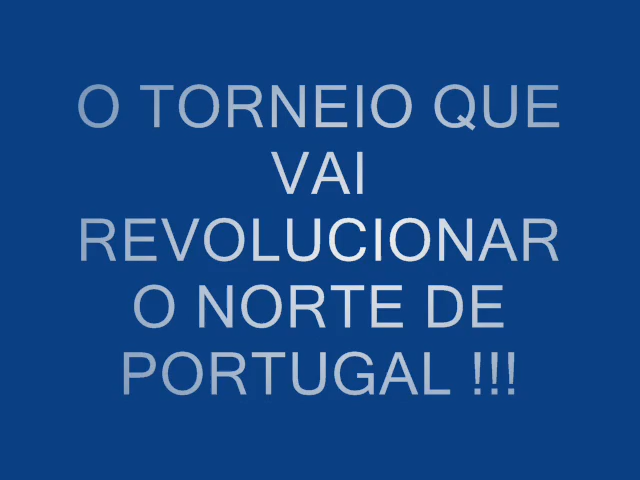 O TORNEIO QUE
VAI
REVOLUCIONAR
O NORTE DE
PORTUGAL !!!